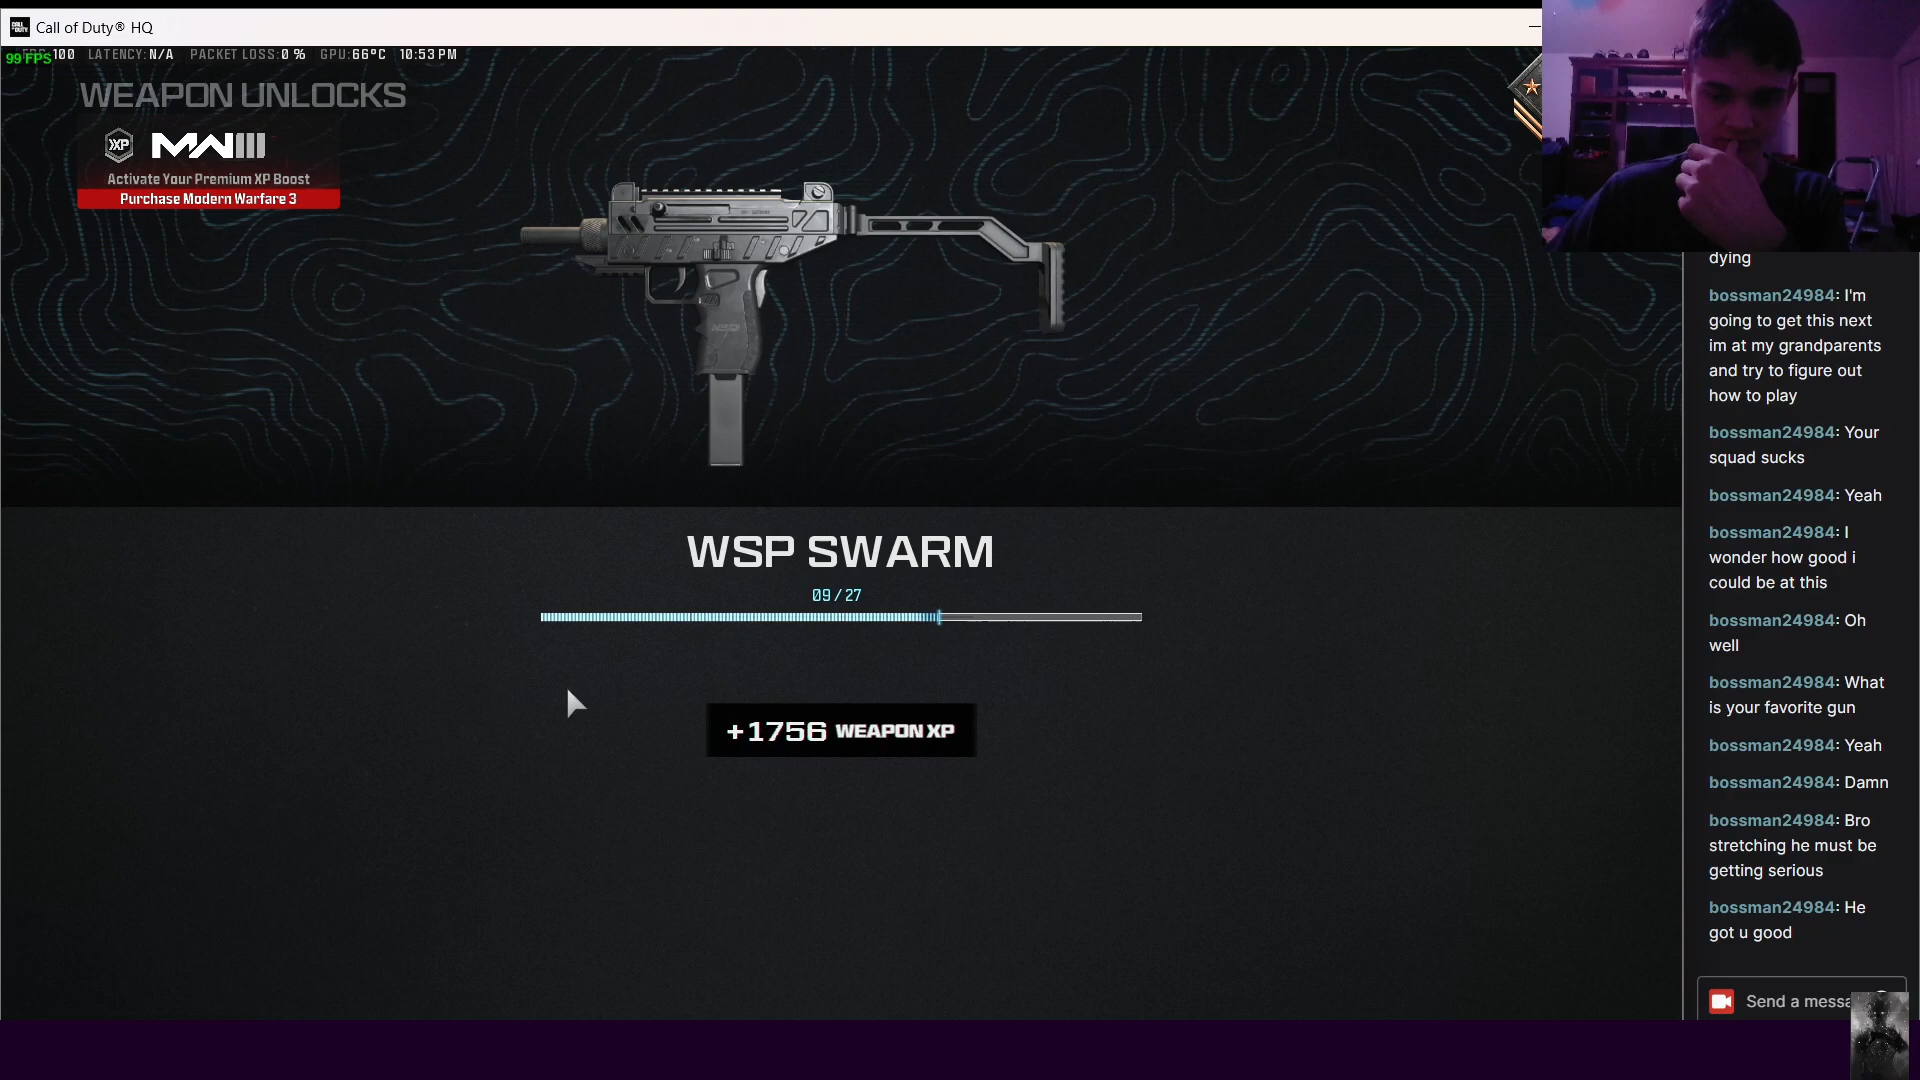 Call of Duty® HQ
99 FPS
100 LATENCY: N/A PACKET LOSS: 0 % GPU: 66°C 10:53 PM
WEAPON UNLOCKS
XP MWIII
Activate Your Premium XP Boost
Purchase Modern Warfare 3
WSP SWARM
09 / 27
+1756 WEAPON XP
dying
bossman24984: I'm
going to get this next
im at my grandparents
and try to figure out
how to play
bossman24984: Your
squad sucks
bossman24984: Yeah
bossman24984: I
wonder how good i
could be at this
bossman24984: Oh
well
bossman24984: What
is your favorite gun
bossman24984: Yeah
bossman24984: Damn
bossman24984: Bro
stretching he must be
getting serious
bossman24984: He
got u good
Send a messa